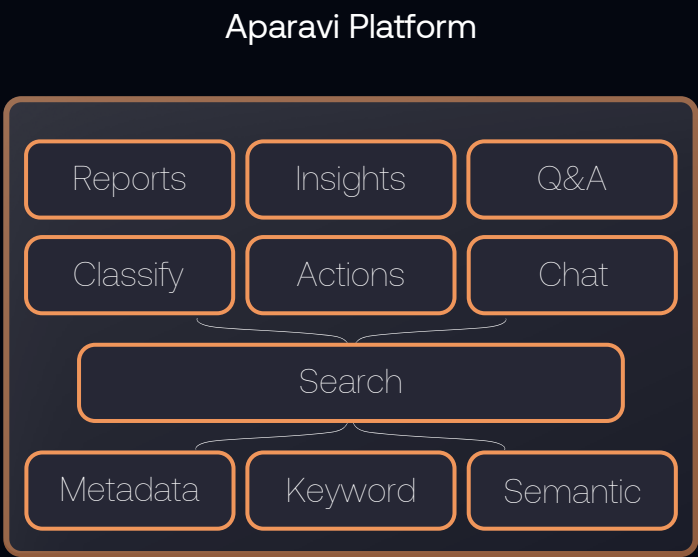 Aparavi Platform
Reports
Insights
Q&A
Classify
Actions
Chat
Search
Metadata
Keyword
Semantic